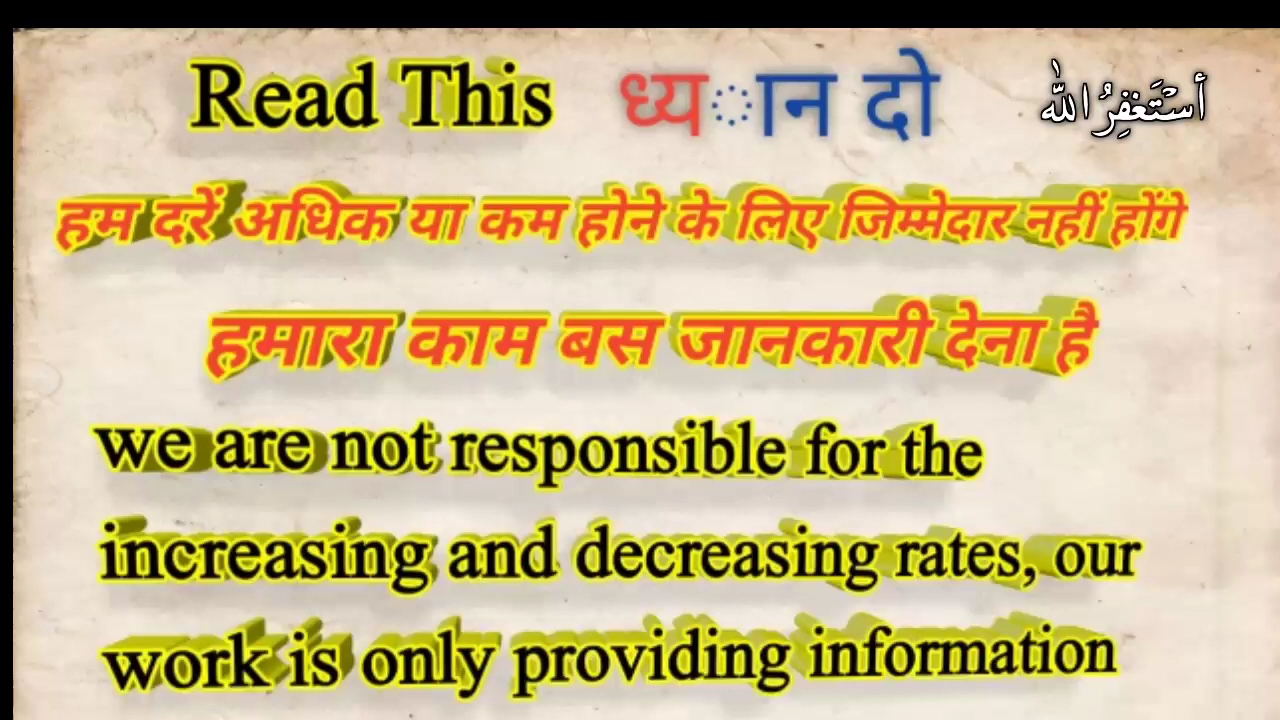 Read This ध्यान दो أَسْتَغْفِرُ اللّٰه
हम दरें अधिक या कम होने के लिए जिम्मेदार नहीं होंगे
हमारा काम बस जानकारी देना है
we are not responsible for the
increasing and decreasing rates, our
work is only providing information